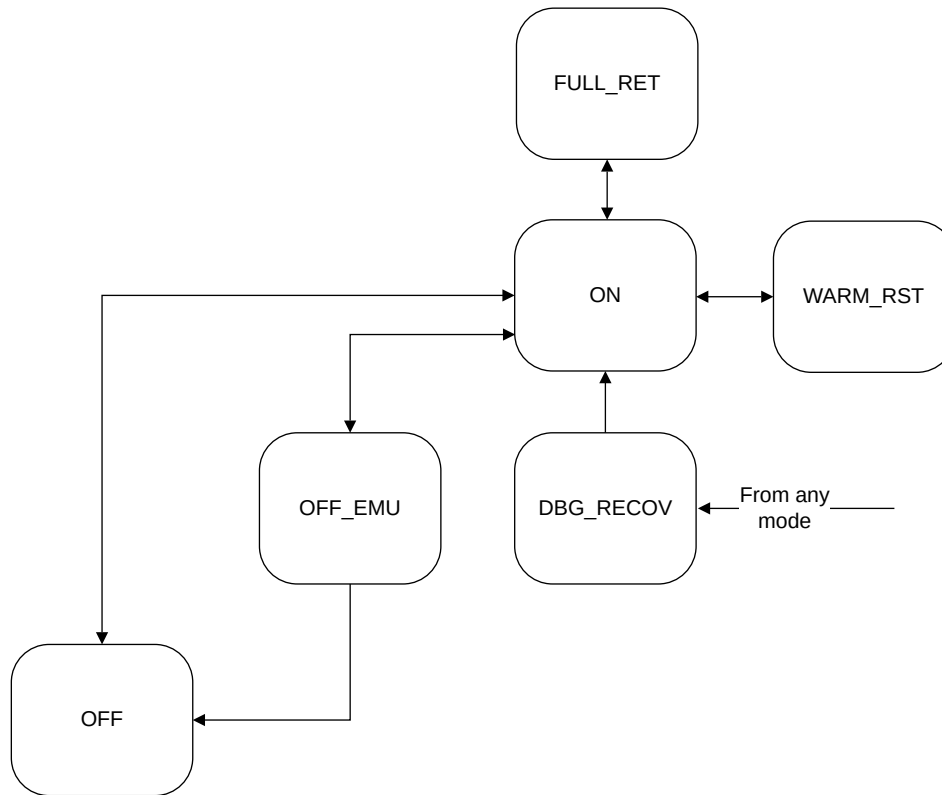 FULL_RET
ON
WARM_RST
OFF_EMU
DBG_RECOV
From any
mode
OFF